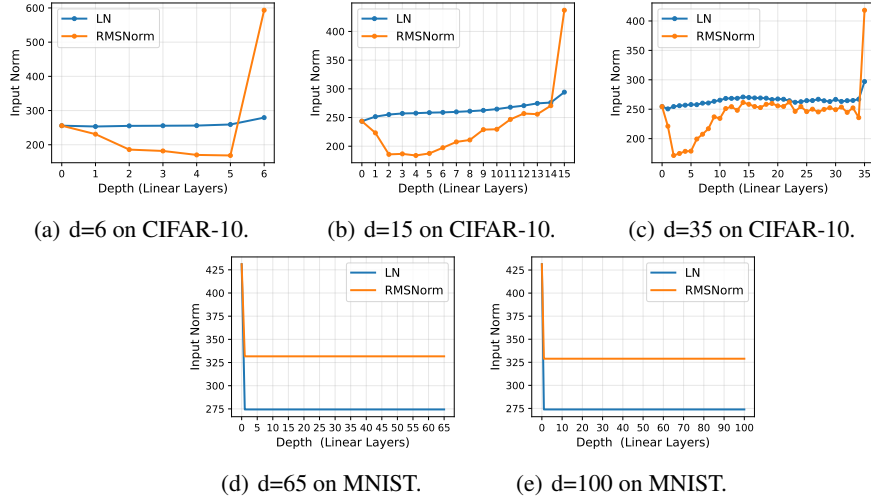 LN
RMSNorm
Input Norm
600
500
400
300
200
0 1 2 3 4 5 6
Depth (Linear Layers)
(a) d=6 on CIFAR-10.
LN
RMSNorm
Input Norm
400
350
300
250
200
0 1 2 3 4 5 6 7 8 9 10 11 12 13 14 15
Depth (Linear Layers)
(b) d=15 on CIFAR-10.
LN
RMSNorm
Input Norm
400
350
300
250
200
0 5 10 15 20 25 30 35
Depth (Linear Layers)
(c) d=35 on CIFAR-10.
LN
RMSNorm
Input Norm
425
400
375
350
325
300
275
0 5 10 15 20 25 30 35 40 45 50 55 60 65
Depth (Linear Layers)
(d) d=65 on MNIST.
LN
RMSNorm
Input Norm
425
400
375
350
325
300
275
0 10 20 30 40 50 60 70 80 90 100
Depth (Linear Layers)
(e) d=100 on MNIST.